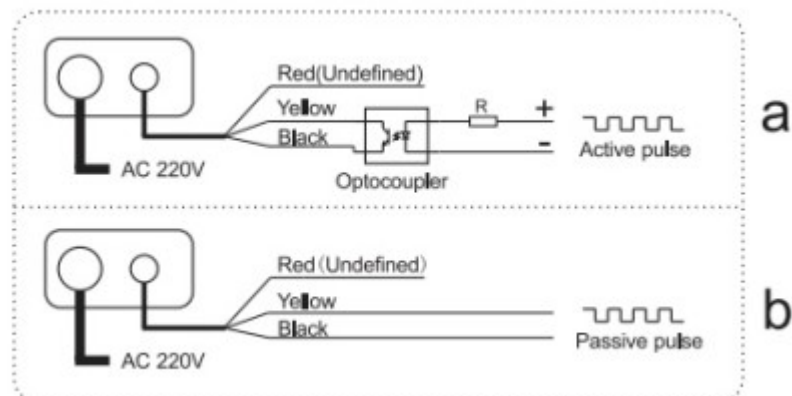 Red(Undefined)
Yellow
Black
R
+
-
Optocoupler
AC 220V
Active pulse
a
Red (Undefined)
Yellow
Black
AC 220V
Passive pulse
b